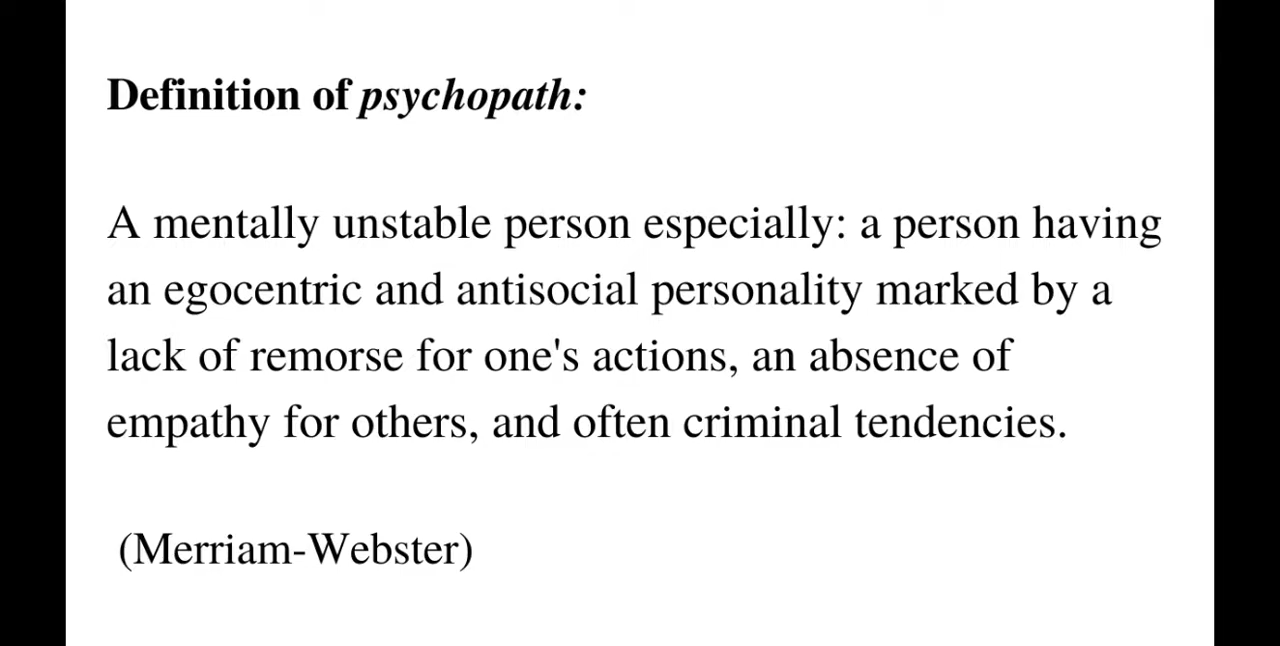 Definition of psychopath:
A mentally unstable person especially: a person having
an egocentric and antisocial personality marked by a
lack of remorse for one's actions, an absence of
empathy for others, and often criminal tendencies.
(Merriam-Webster)